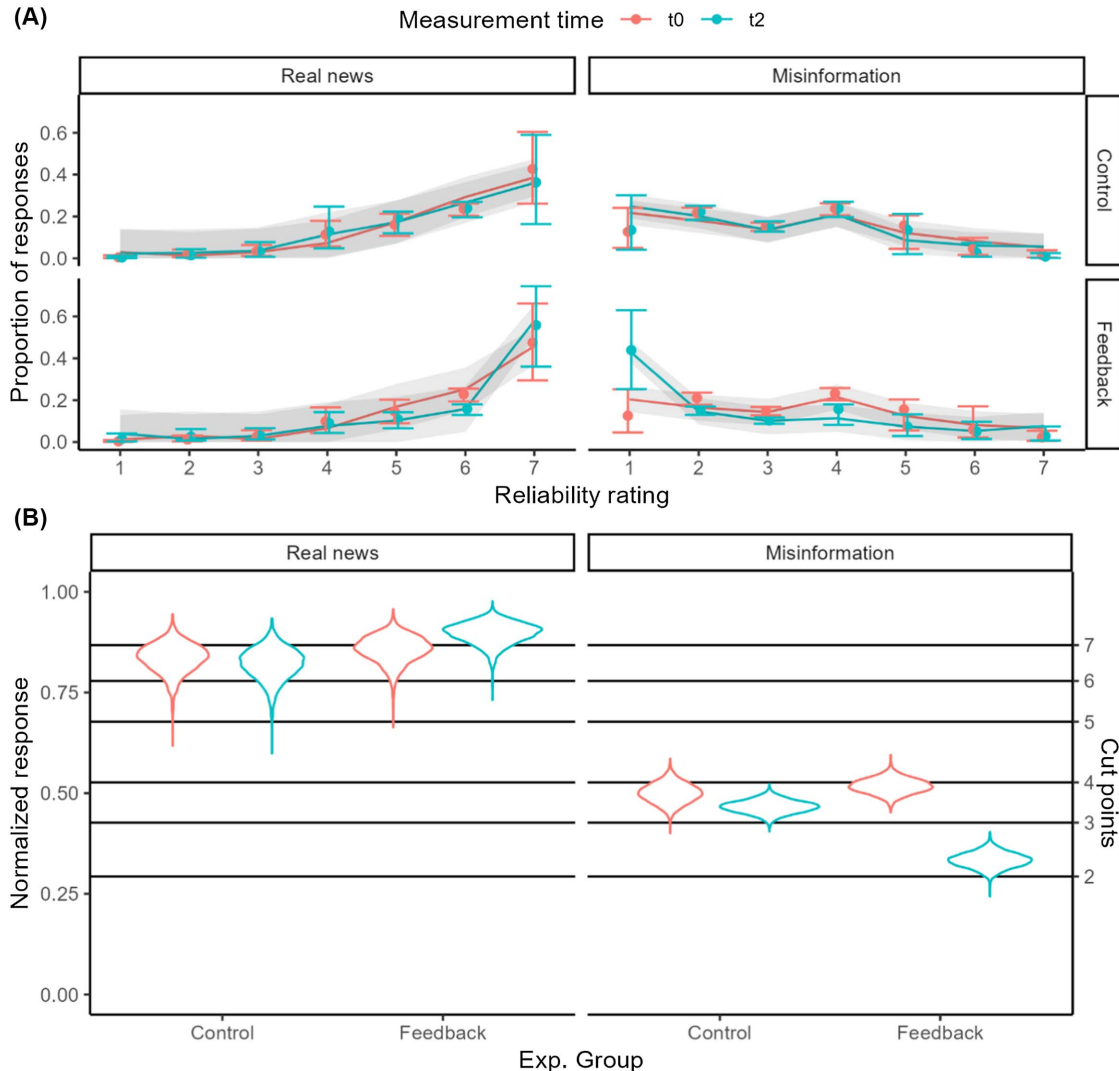 (A)
Measurement time t0 t2
Real news Misinformation
Proportion of responses
0.6
0.4
0.2
0.0
Control
0.6
0.4
0.2
0.0
Feedback
1 2 3 4 5 6 7 1 2 3 4 5 6 7
Reliability rating
(B)
Real news Misinformation
Normalized response
1.00
0.75
0.50
0.25
0.00
7
6
5
4
3
2
Cut points
Control Feedback Control Feedback
Exp. Group